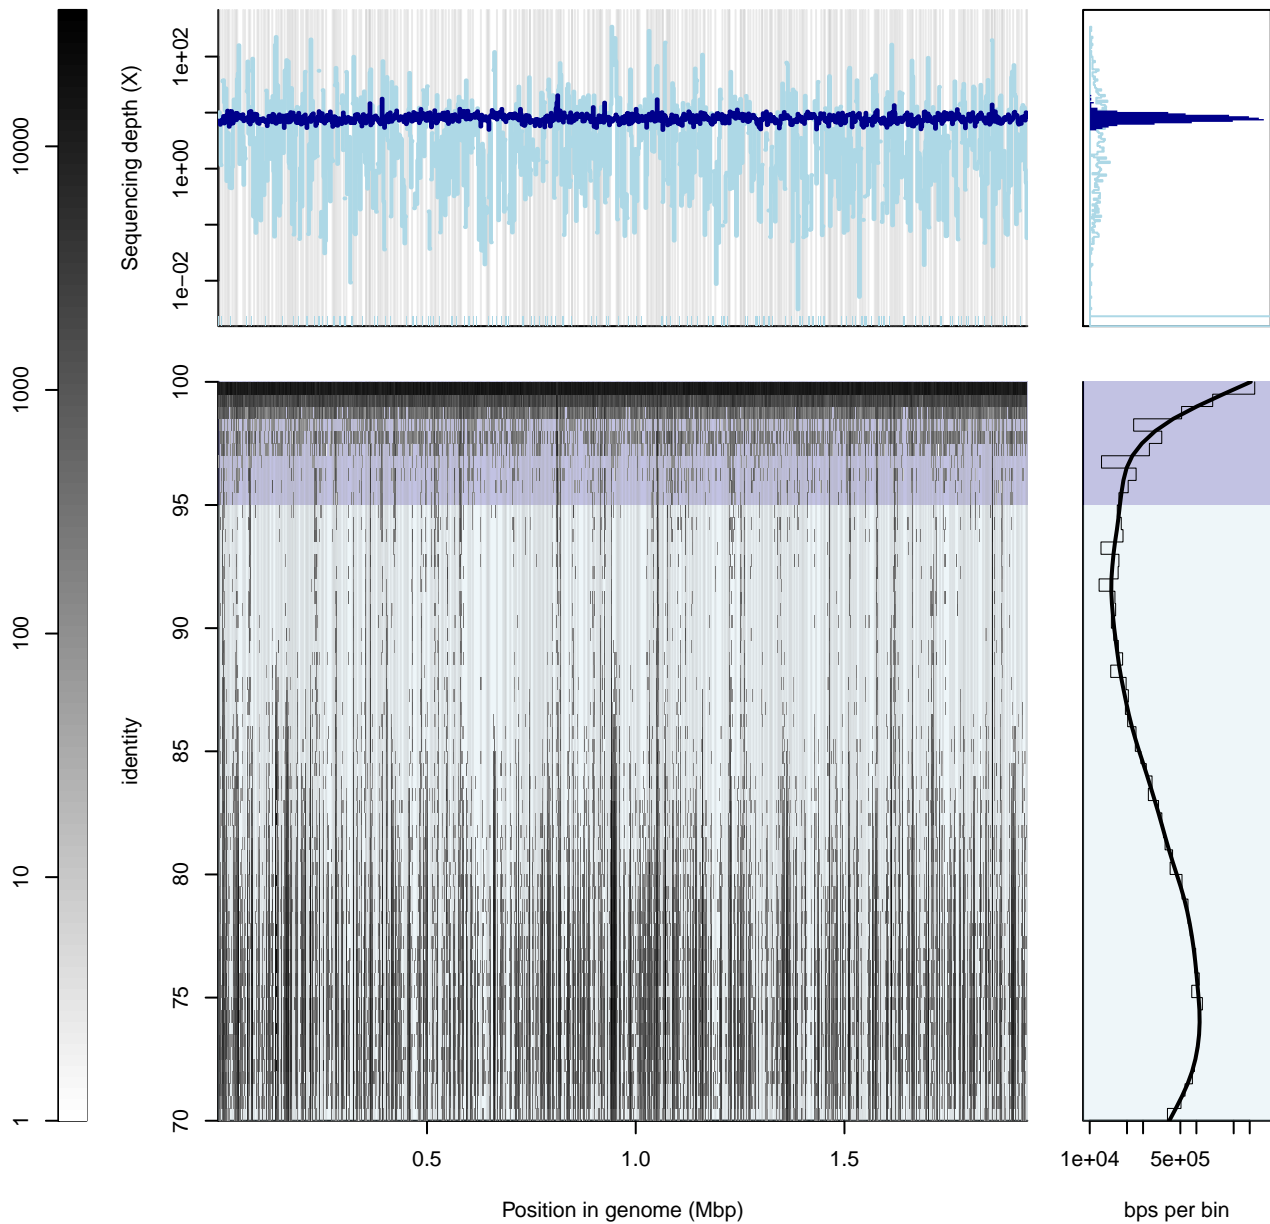 10000
1000
100
10
1
Sequencing depth (X)
1e+02
1e+00
1e-02
identity
100
95
90
85
80
75
70
0.5
1.0
1.5
Position in genome (Mbp)
1e+04
5e+05
bps per bin